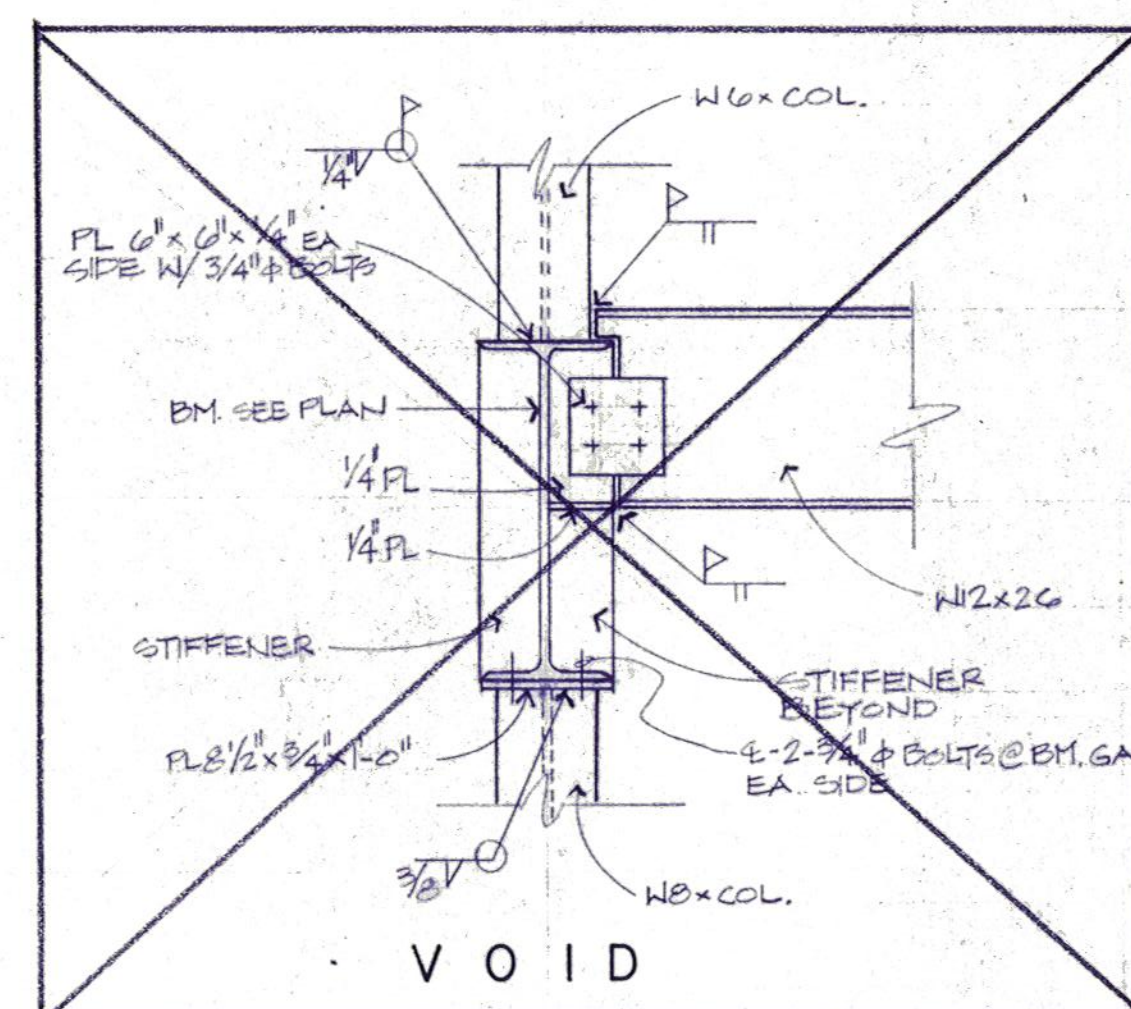 W6x COL.
1/4"
PL 6" x 6" x 1/4" EA
SIDE W/ 3/4" φ BOLTS
BM. SEE PLAN
1/4" PL
1/4" PL
W12x26
STIFFENER
STIFFENER
BEYOND
PL 8 1/2" x 3/4" x 1'-0"
℄-2-3/4" φ BOLTS @ BM. GA
EA. SIDE
3/8
W8x COL.
VOID